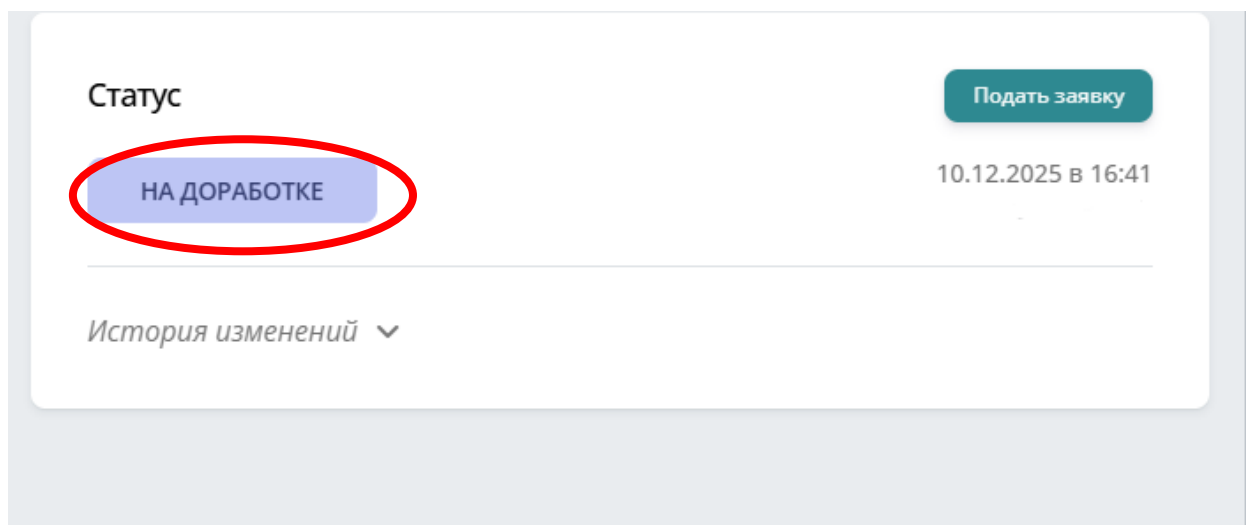 Статус
Подать заявку
НА ДОРАБОТКЕ
10.12.2025 в 16:41
История изменений